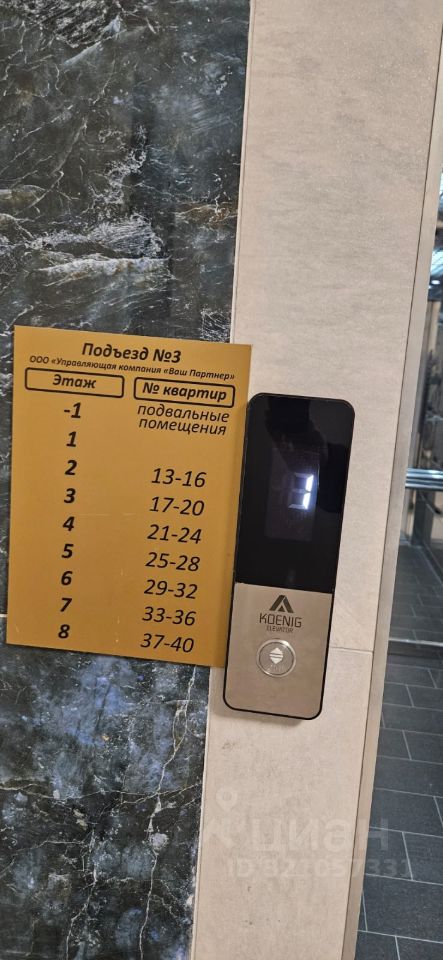 Подъезд №3
ООО «Управляющая компания «Ваш Партнер»
Этаж
№ квартир
-1 подвальные
помещения
1
2 13-16
3 17-20
4 21-24
5 25-28
6 29-32
7 33-36
8 37-40
KOENIG
ELEVATOR
циан